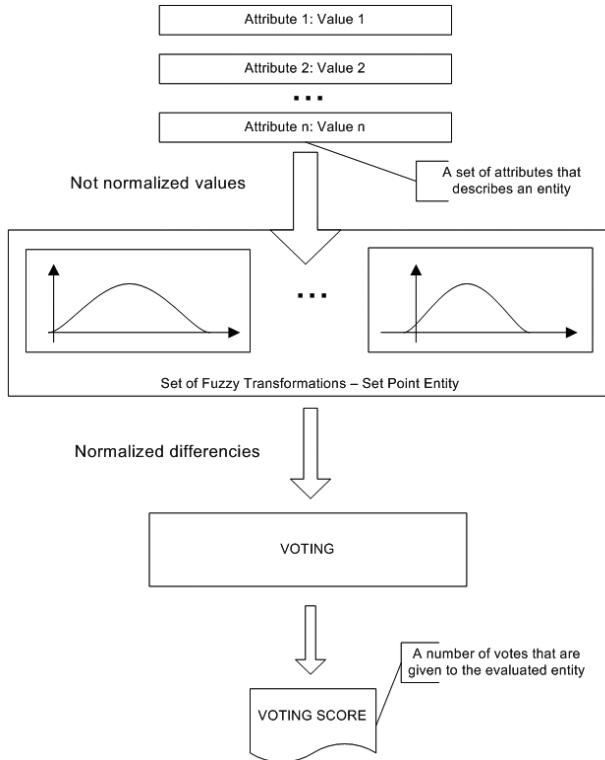 Attribute 1: Value 1
Attribute 2: Value 2
...
Attribute n: Value n
A set of attributes that
describes an entity
Not normalized values
...
Set of Fuzzy Transformations – Set Point Entity
Normalized differencies
VOTING
A number of votes that are
given to the evaluated entity
VOTING SCORE